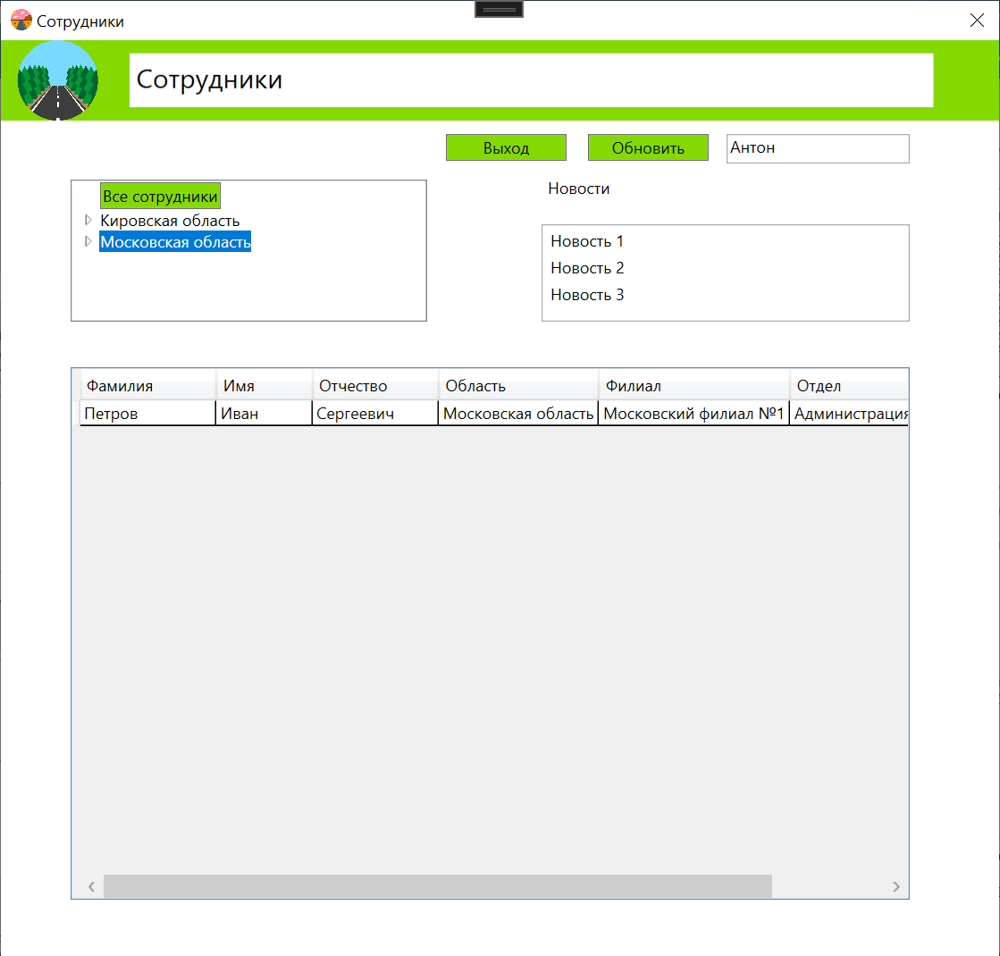 Сотрудники
Сотрудники
Выход Обновить Антон
Все сотрудники
Кировская область
Московская область
Новости
Новость 1
Новость 2
Новость 3
Фамилия Имя Отчество Область Филиал Отдел
Петров Иван Сергеевич Московская область Московский филиал №1 Администрация